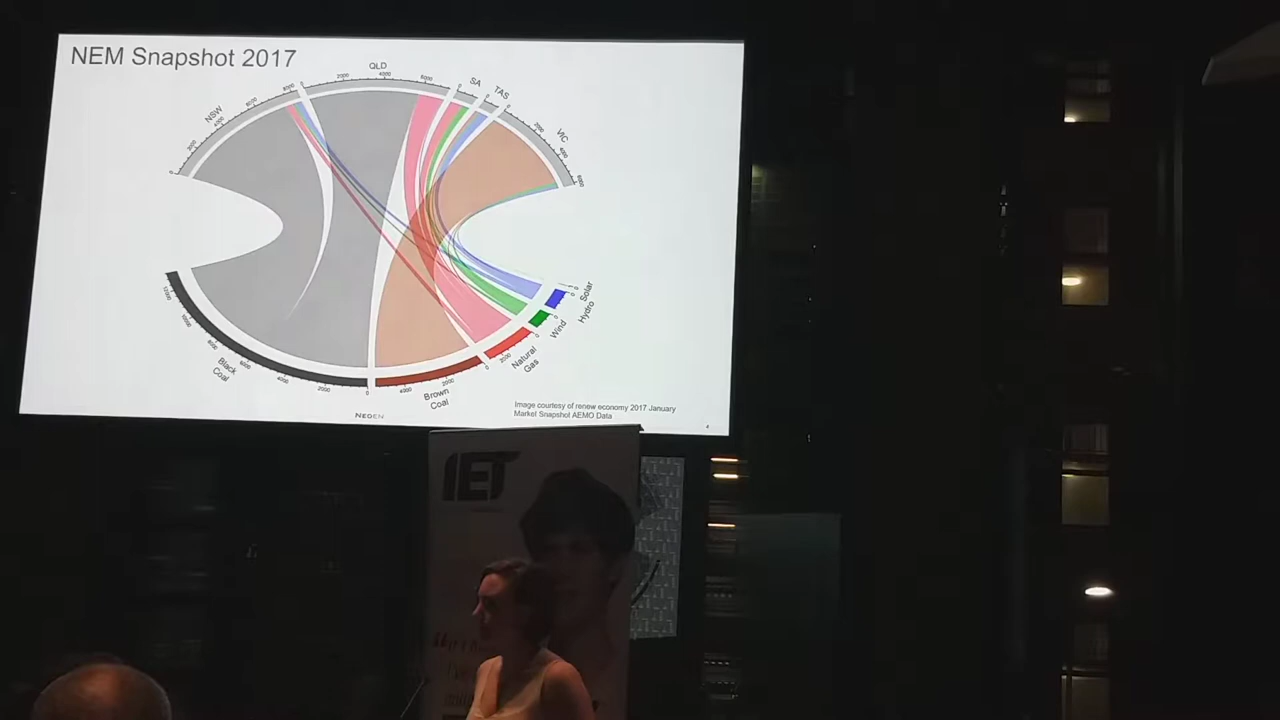 NEM Snapshot 2017
NSW
QLD
SA
TAS
VIC
Solar
Hydro
Wind
Natural
Gas
Brown
Coal
Black
Coal
NEOEN
Image courtesy of renew economy 2017 January
Market Snapshot AEMO Data
4
IET